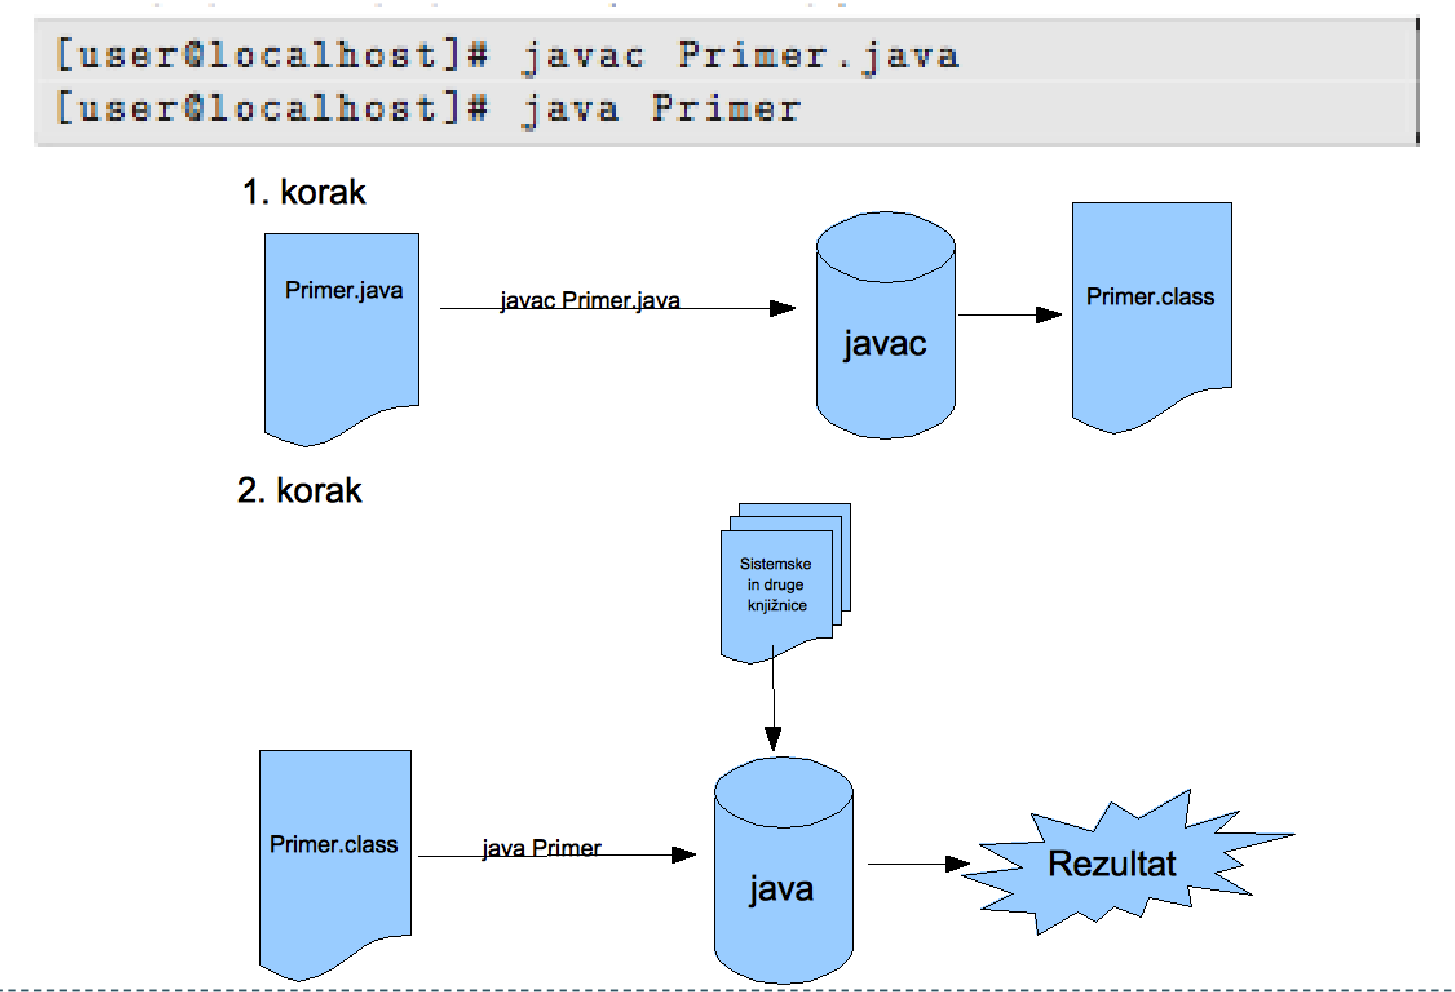 [user@localhost]# javac Primer.java
[user@localhost]# java Primer
1. korak
Primer.java
javac Primer.java
javac
Primer.class
2. korak
Sistemske
in druge
knjižnice
Primer.class
java Primer
java
Rezultat